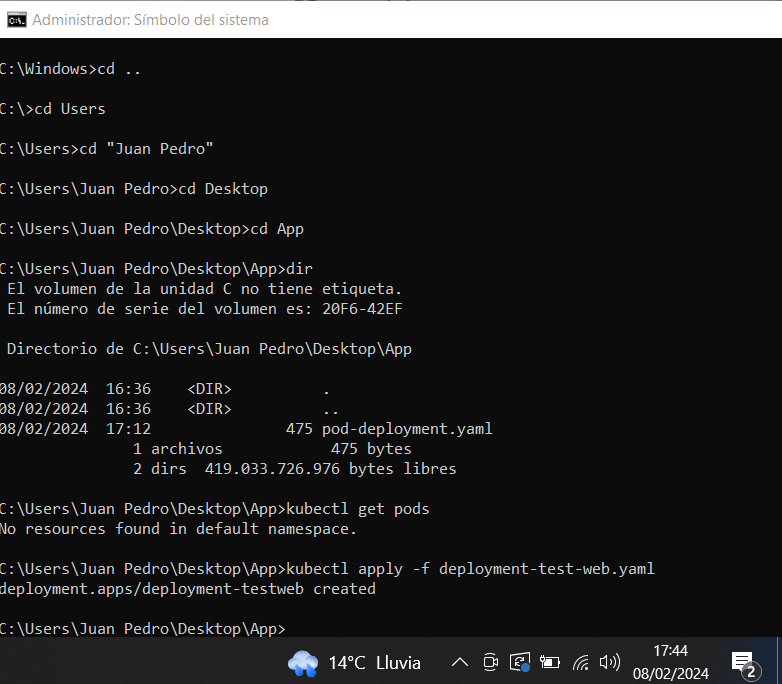 Administrador: Símbolo del sistema
C:\Windows>cd ..
C:\>cd Users
C:\Users>cd "Juan Pedro"
C:\Users\Juan Pedro>cd Desktop
C:\Users\Juan Pedro\Desktop>cd App
C:\Users\Juan Pedro\Desktop\App>dir
El volumen de la unidad C no tiene etiqueta.
El número de serie del volumen es: 20F6-42EF
Directorio de C:\Users\Juan Pedro\Desktop\App
08/02/2024  16:36    <DIR>          .
08/02/2024  16:36    <DIR>          ..
08/02/2024  17:12               475 pod-deployment.yaml
1 archivos            475 bytes
2 dirs  419.033.726.976 bytes libres
C:\Users\Juan Pedro\Desktop\App>kubectl get pods
No resources found in default namespace.
C:\Users\Juan Pedro\Desktop\App>kubectl apply -f deployment-test-web.yaml
deployment.apps/deployment-testweb created
C:\Users\Juan Pedro\Desktop\App>
14°C Lluvia
17:44
08/02/2024
2